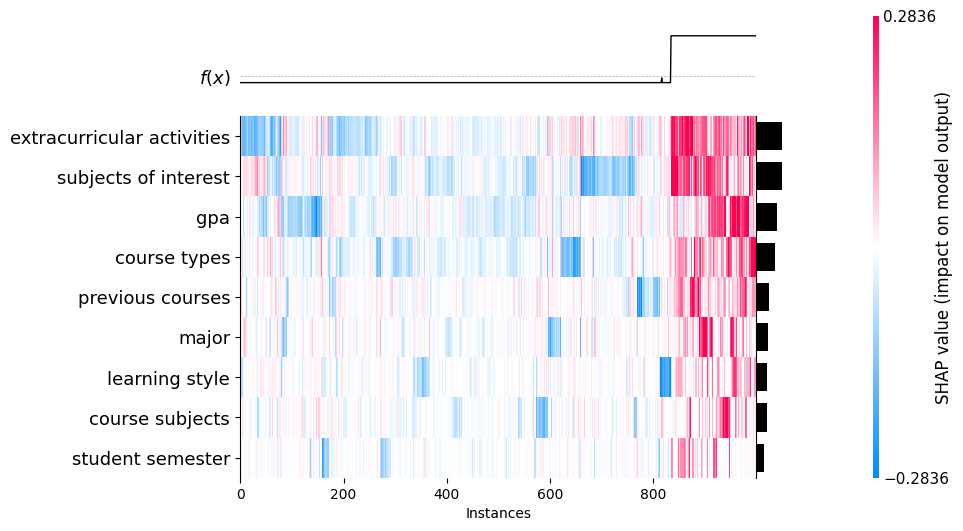 0.2836
f(x)
extracurricular activities
subjects of interest
gpa
course types
previous courses
major
learning style
course subjects
student semester
0 200 400 600 800
Instances
SHAP value (impact on model output)
−0.2836